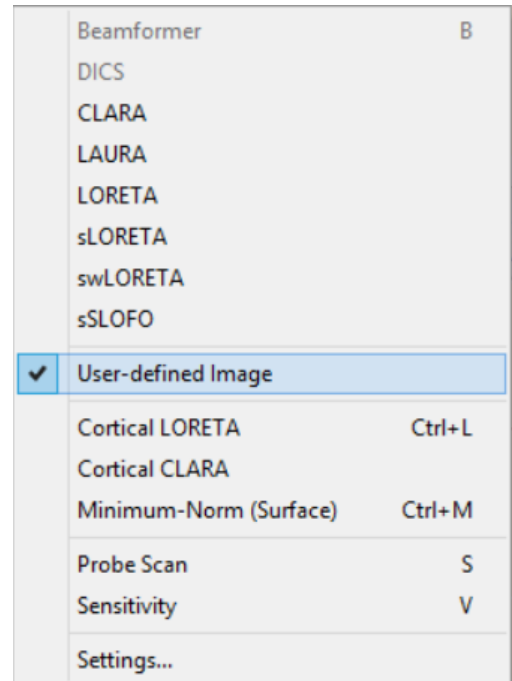 Beamformer B
DICS
CLARA
LAURA
LORETA
sLORETA
swLORETA
sSLOFO
User-defined Image
Cortical LORETA Ctrl+L
Cortical CLARA
Minimum-Norm (Surface) Ctrl+M
Probe Scan S
Sensitivity V
Settings...